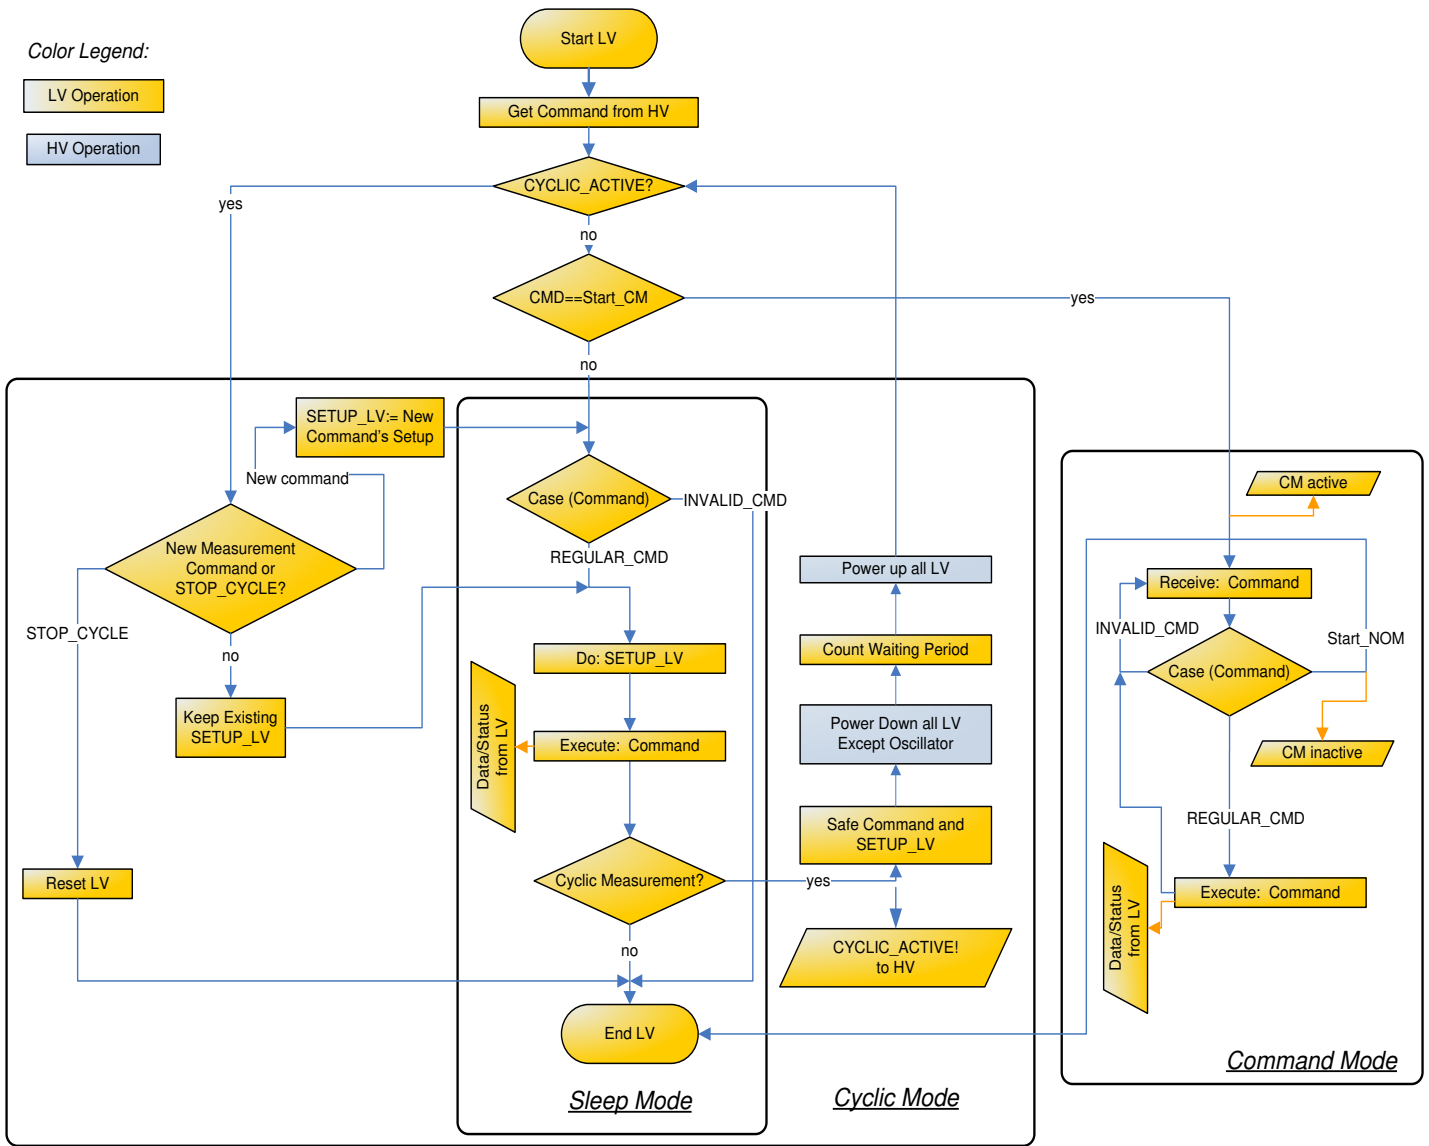 Color Legend:
LV Operation
HV Operation
Start LV
Get Command from HV
CYCLIC_ACTIVE?
yes
no
CMD==Start_CM
yes
no
SETUP_LV:= New
Command's Setup
New command
New Measurement
Command or
STOP_CYCLE?
STOP_CYCLE
no
Keep Existing
SETUP_LV
Reset LV
Case (Command)
INVALID_CMD
REGULAR_CMD
Do: SETUP_LV
Execute: Command
Data/Status
from LV
Cyclic Measurement?
yes
no
End LV
Sleep Mode
Power up all LV
Count Waiting Period
Power Down all LV
Except Oscillator
Safe Command and
SETUP_LV
CYCLIC_ACTIVE!
to HV
Cyclic Mode
CM active
Receive: Command
INVALID_CMD
Start_NOM
Case (Command)
CM inactive
REGULAR_CMD
Execute: Command
Data/Status
from LV
Command Mode